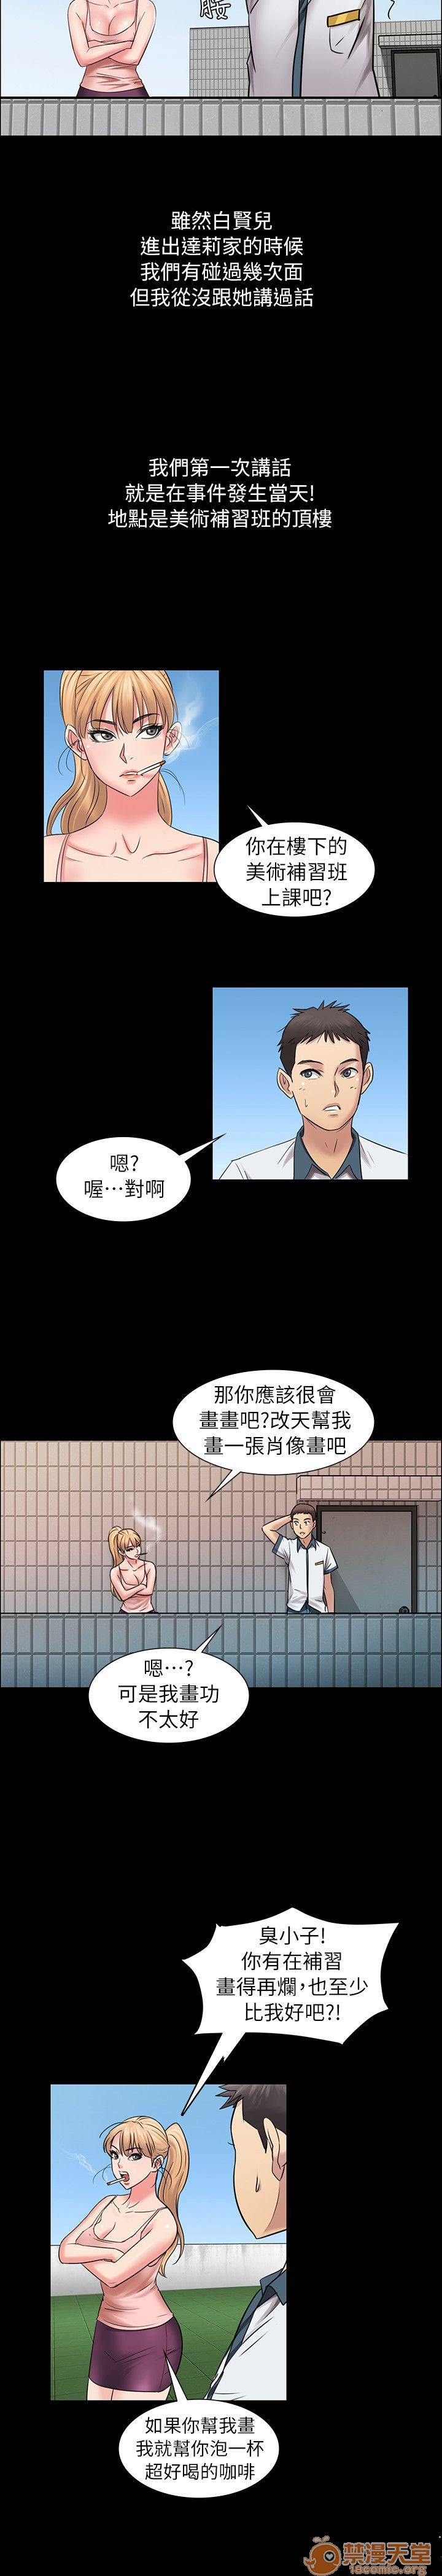 雖然白賢兒
進出達莉家的時候
我們有碰過幾次面
但我從沒跟她講過話
我們第一次講話
就是在事件發生當天!
地點是美術補習班的頂樓
你在樓下的
美術補習班
上課吧?
嗯?
喔⋯對啊
那你應該很會
畫畫吧?改天幫我
畫一張肖像畫吧
嗯⋯?
可是我畫功
不太好
臭小子!
你有在補習
畫得再爛,也至少
比我好吧?!
如果你幫我畫
我就幫你泡一杯
超好喝的咖啡
禁漫天堂
18comic.org